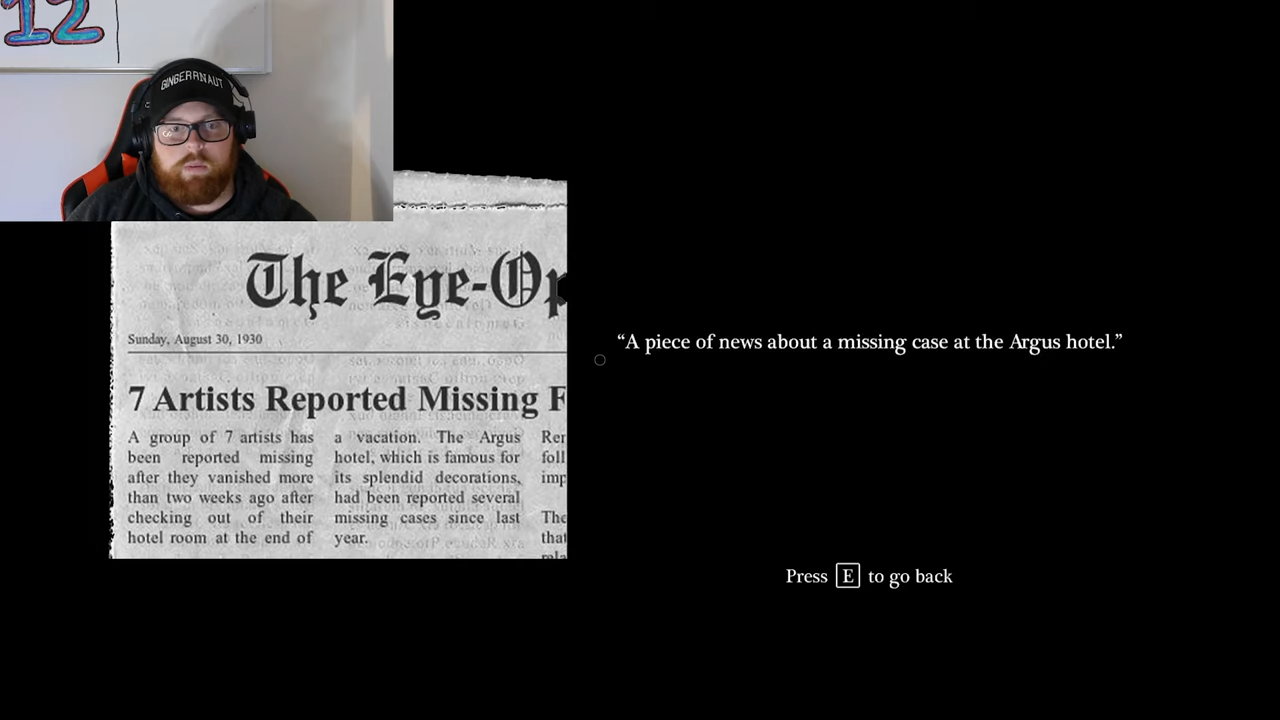 12
GINGERRNAUT
The Eye-Op
Sunday, August 30, 1930
7 Artists Reported Missing F
A group of 7 artists has
been reported missing
after they vanished more
than two weeks ago after
checking out of their
hotel room at the end of
a vacation. The Argus
hotel, which is famous for
its splendid decorations,
had been reported several
missing cases since last
year.
Rer
foll
imp
The
that
rela
“A piece of news about a missing case at the Argus hotel.”
Press E to go back